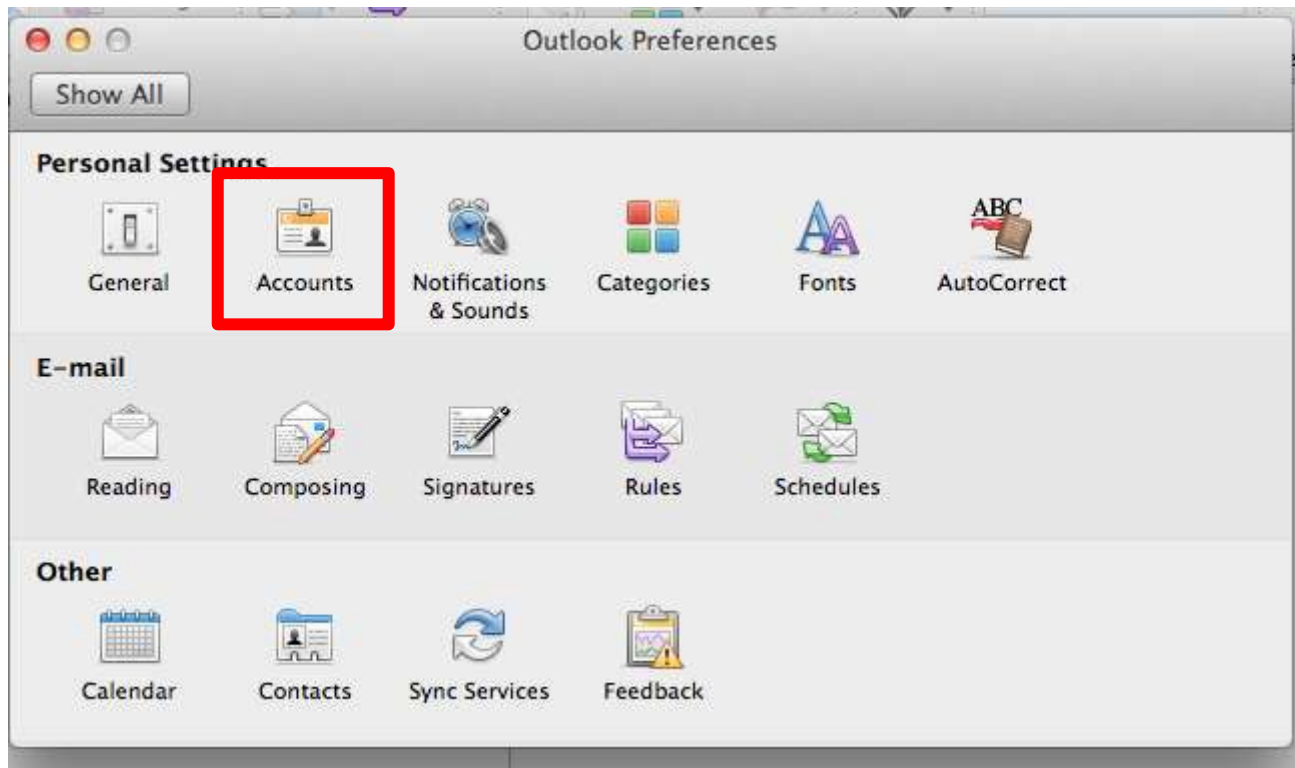 Outlook Preferences
Show All
Personal Settings
General
Accounts
Notifications
& Sounds
Categories
Fonts
ABC
AutoCorrect
E-mail
Reading
Composing
Signatures
Rules
Schedules
Other
Calendar
Contacts
Sync Services
Feedback